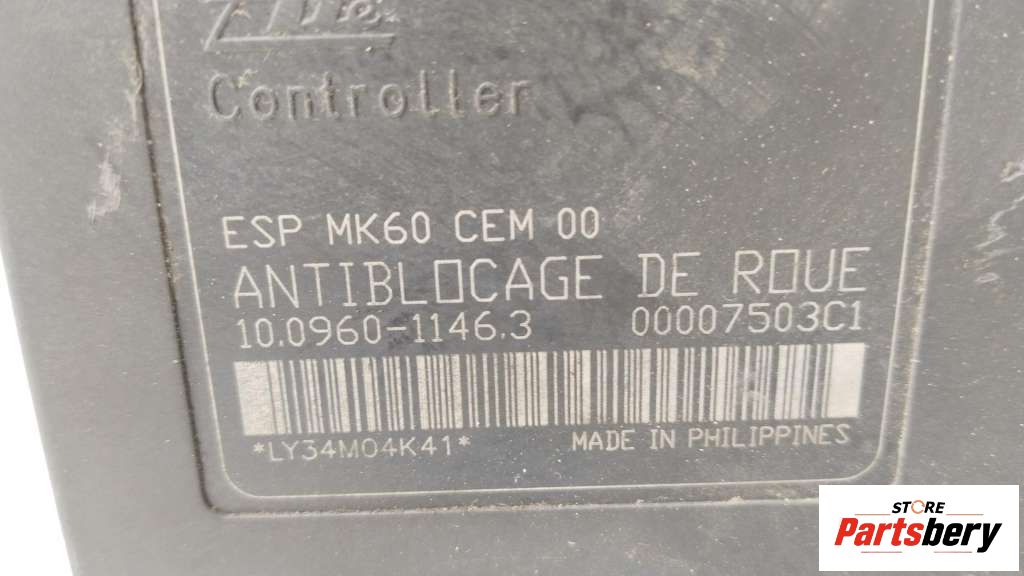 Controller
ESP MK60 CEM 00
ANTIBLOCAGE DE ROUE
10.0960-1146.3 00007503C1
*LY34M04K41* MADE IN PHILIPPINES
STORE
Partsbery